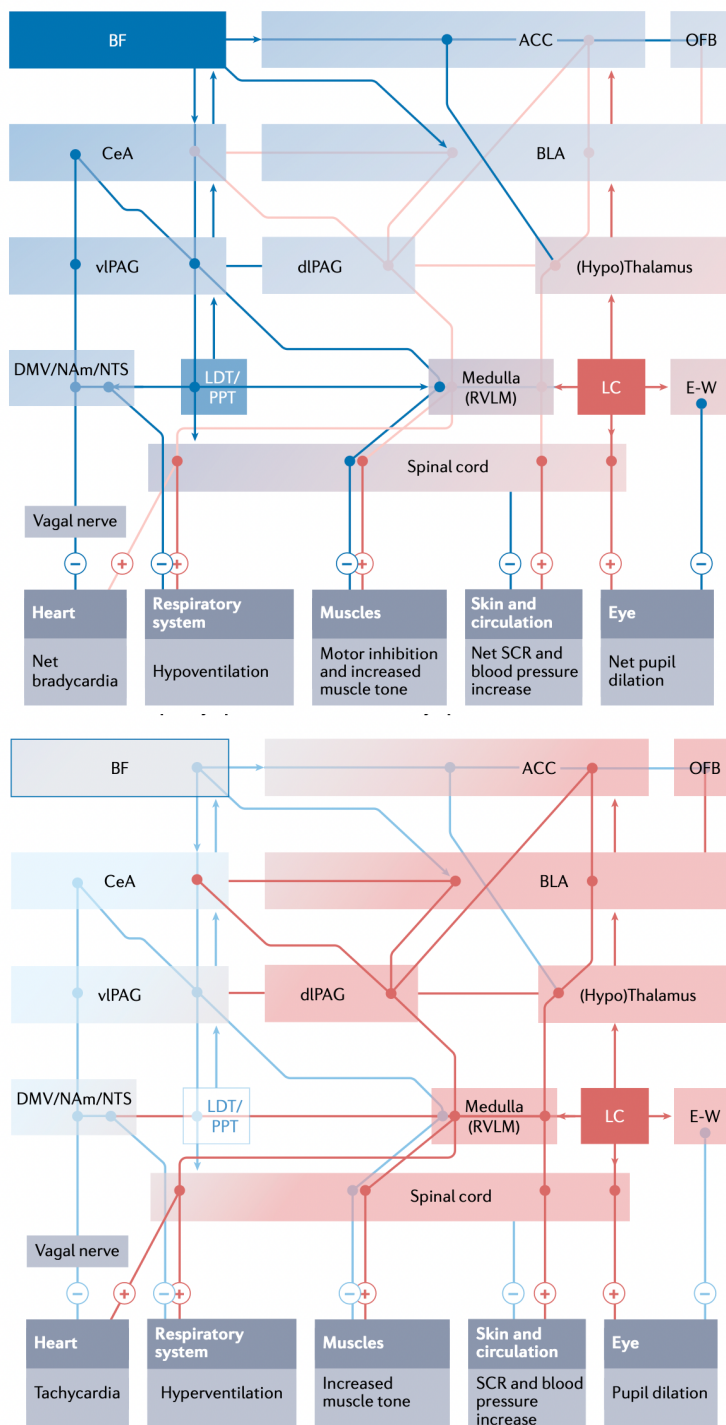 BF
ACC
OFB
CeA
BLA
vlPAG
dlPAG
(Hypo)Thalamus
DMV/NAm/NTS
LDT/
PPT
Medulla
(RVLM)
LC
E-W
Spinal cord
Vagal nerve
−
+
−
+
−
+
−
+
+
−
Heart
Net
bradycardia
Respiratory
system
Hypoventilation
Muscles
Motor inhibition
and increased
muscle tone
Skin and
circulation
Net SCR and
blood pressure
increase
Eye
Net pupil
dilation
BF
ACC
OFB
CeA
BLA
vlPAG
dlPAG
(Hypo)Thalamus
DMV/NAm/NTS
LDT/
PPT
Medulla
(RVLM)
LC
E-W
Spinal cord
Vagal nerve
−
+
−
+
−
+
−
+
+
−
Heart
Tachycardia
Respiratory
system
Hyperventilation
Muscles
Increased
muscle tone
Skin and
circulation
SCR and blood
pressure
increase
Eye
Pupil dilation